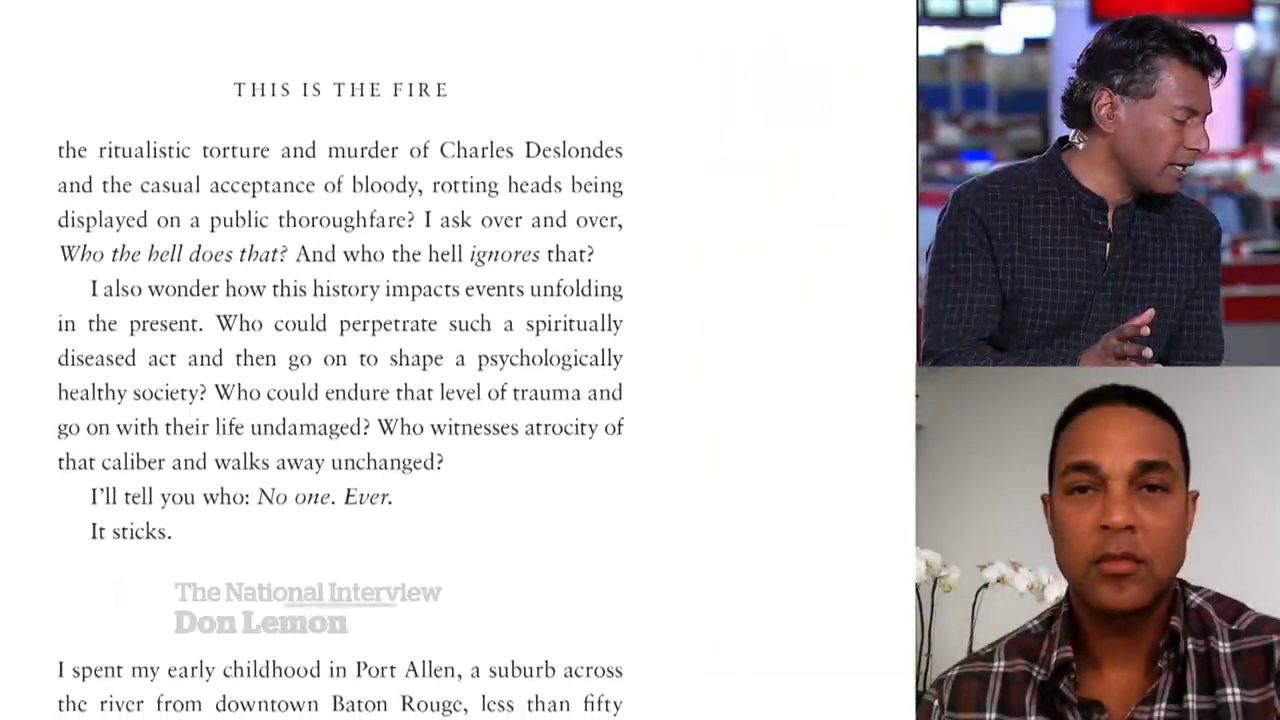 THIS IS THE FIRE
the ritualistic torture and murder of Charles Deslondes
and the casual acceptance of bloody, rotting heads being
displayed on a public thoroughfare? I ask over and over,
Who the hell does that? And who the hell ignores that?
I also wonder how this history impacts events unfolding
in the present. Who could perpetrate such a spiritually
diseased act and then go on to shape a psychologically
healthy society? Who could endure that level of trauma and
go on with their life undamaged? Who witnesses atrocity of
that caliber and walks away unchanged?
I’ll tell you who: No one. Ever.
It sticks.
The National Interview
Don Lemon
I spent my early childhood in Port Allen, a suburb across
the river from downtown Baton Rouge, less than fifty